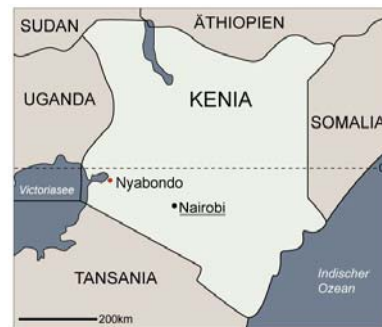 SUDAN
ÄTHIOPIEN
UGANDA
KENIA
SOMALIA
Victoriasee
Nyabondo
Nairobi
TANSANIA
Indischer
Ozean
200km